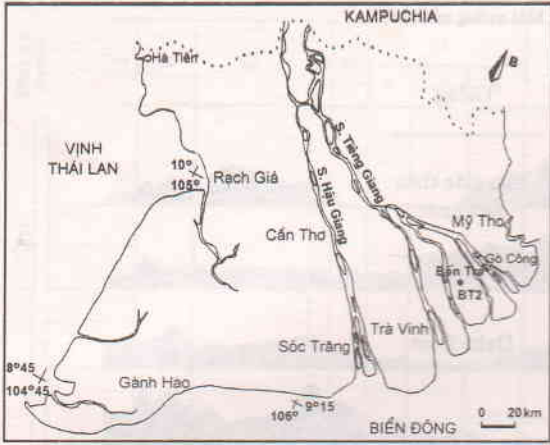 KAMPUCHIA
Hà Tiên
B
VỊNH
THÁI LAN
10°
105°
Rạch Giá
S. Tiêng Giang
S. Hậu Giang
Mỹ Tho
Cần Thơ
Gò Công
Bến Tre
BT2
Trà Vinh
Sóc Trăng
8°45
104°45
Gành Hào
9°15
106°
BIỂN ĐÔNG
0 20 km